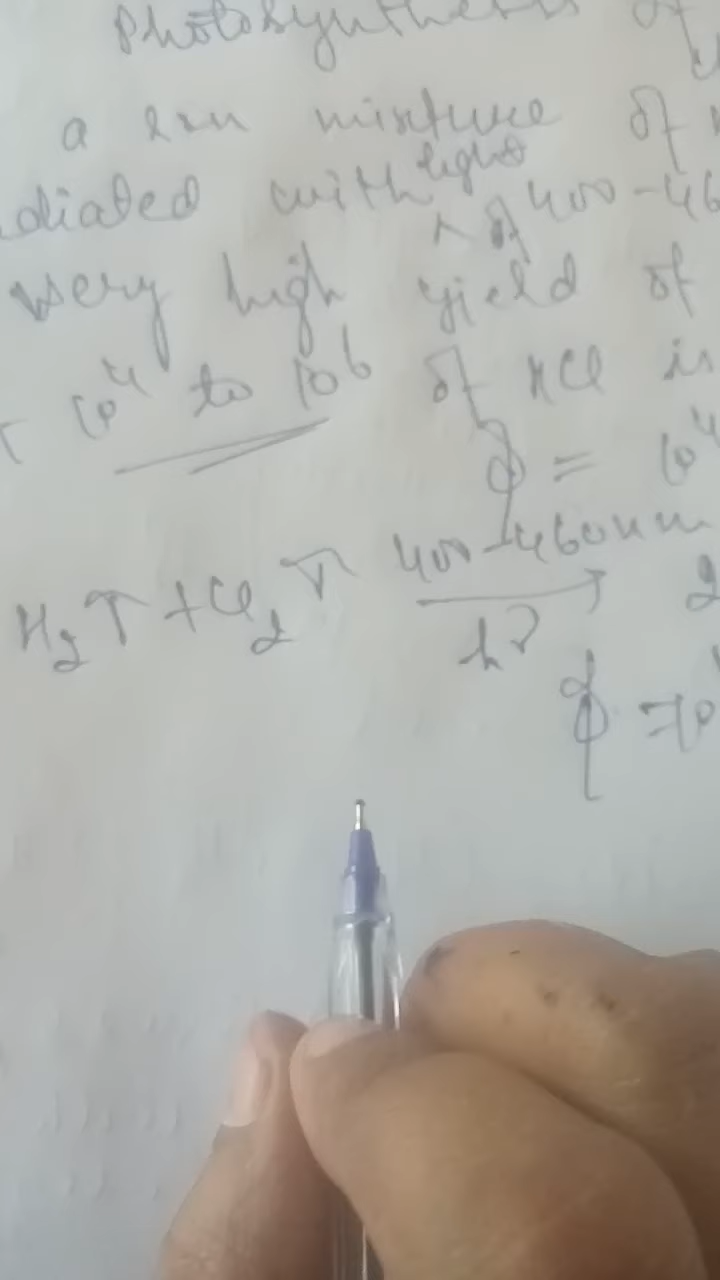 Photosynthesis of
a mixture of
diated with light
λ of 400-46
very high yield of
10⁴ to 10⁶ of HCl is
ϕ = 10⁴
400-460nm
H₂↑ + Cl₂↑ → 2
hν
ϕ = 10